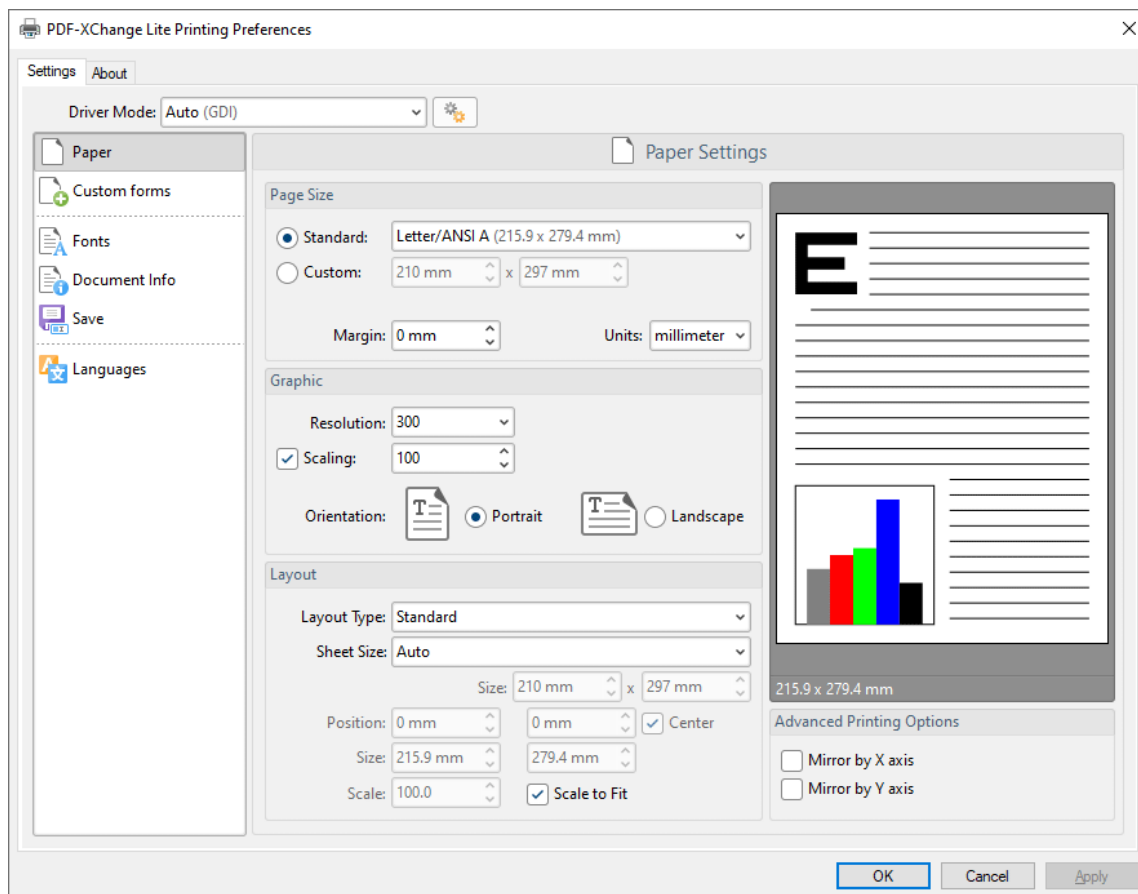 PDF-XChange Lite Printing Preferences
Settings About
Driver Mode: Auto (GDI)
Paper
Custom forms
Fonts
Document Info
Save
Languages
Paper Settings
Page Size
Standard: Letter/ANSI A (215.9 x 279.4 mm)
Custom: 210 mm x 297 mm
Margin: 0 mm Units: millimeter
Graphic
Resolution: 300
Scaling: 100
Orientation: T Portrait T Landscape
Layout
Layout Type: Standard
Sheet Size: Auto
Size: 210 mm x 297 mm
Position: 0 mm 0 mm Center
Size: 215.9 mm 279.4 mm
Scale: 100.0 Scale to Fit
E
215.9 x 279.4 mm
Advanced Printing Options
Mirror by X axis
Mirror by Y axis
OK Cancel Apply